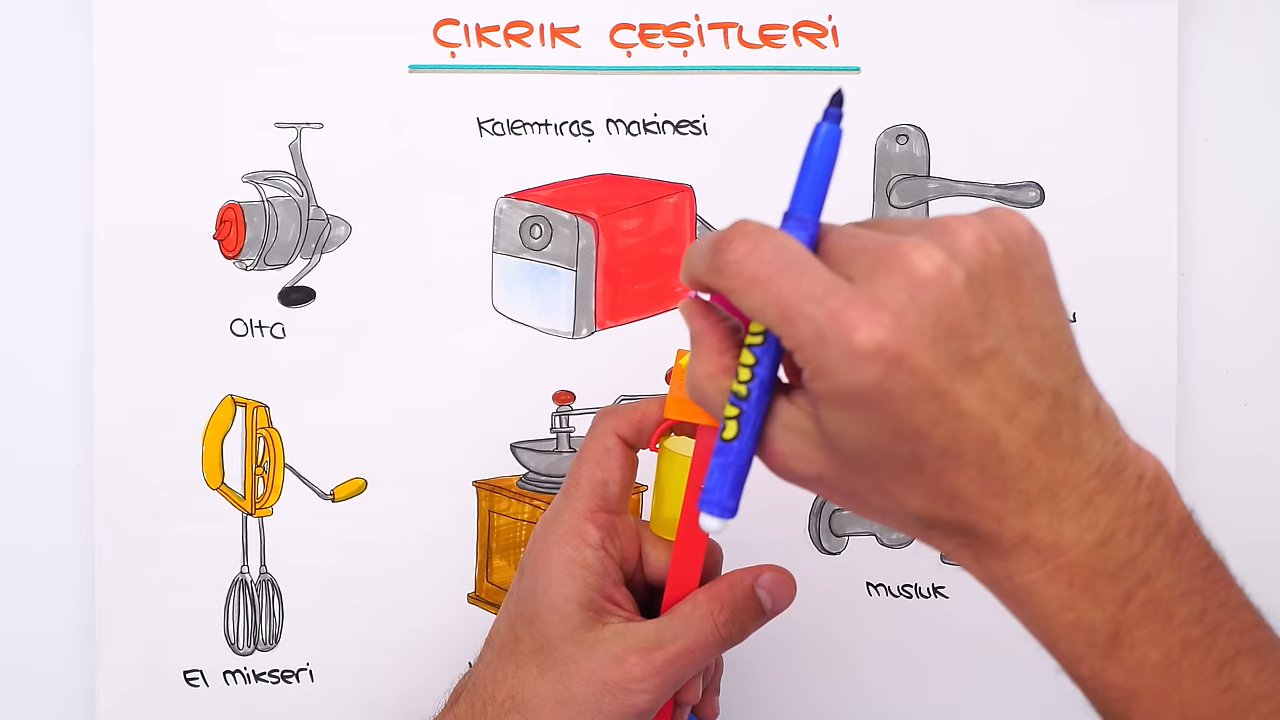 ÇIKRIK ÇEŞİTLERİ
Kalemtıraş makinesi
Olta
El mikseri
Musluk